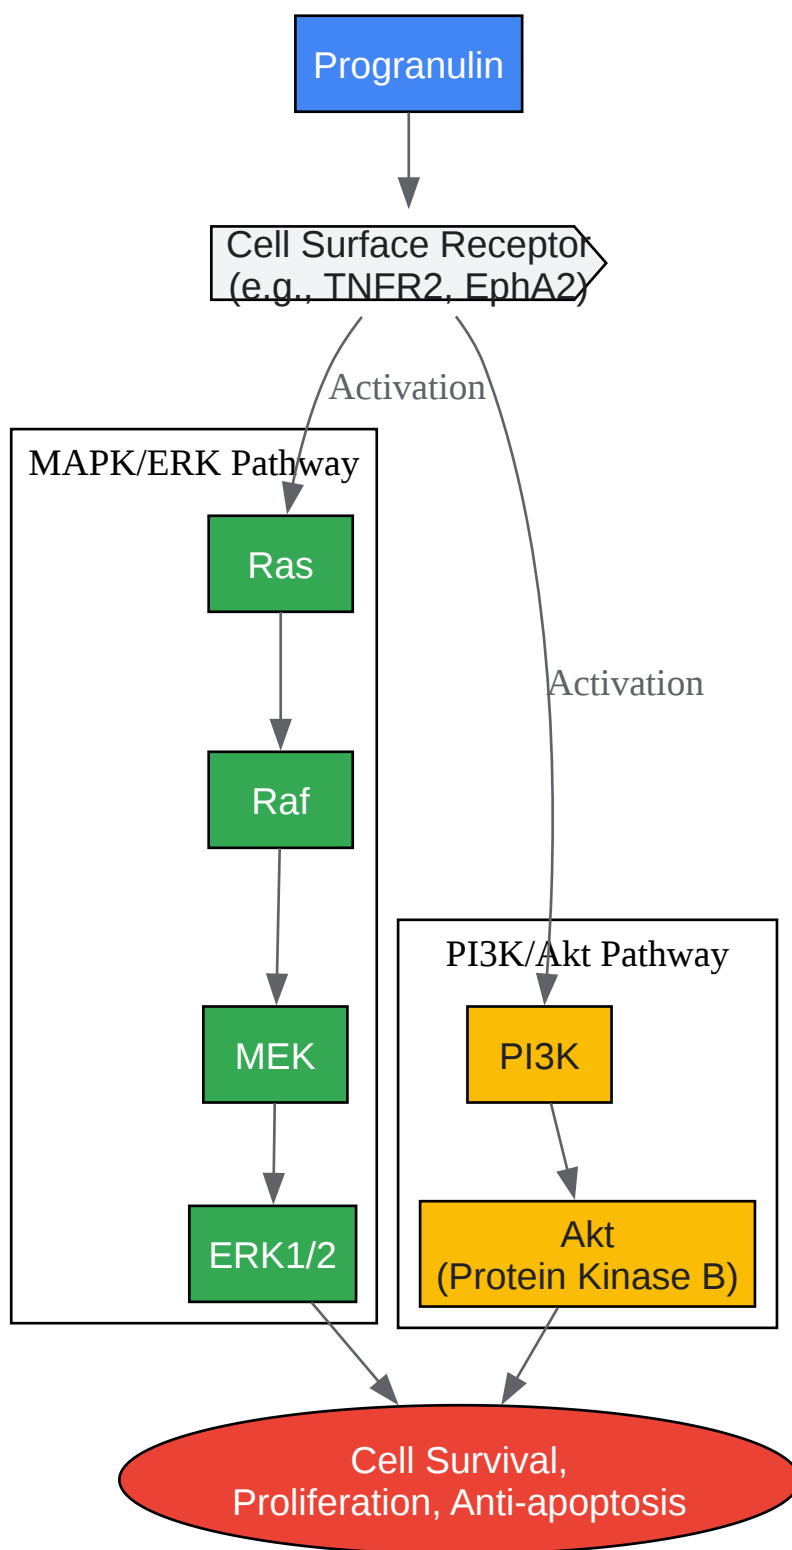 Progranulin
Cell Surface Receptor
(e.g., TNFR2, EphA2)
Activation
MAPK/ERK Pathway
Ras
Activation
Raf
PI3K/Akt Pathway
MEK
PI3K
ERK1/2
Akt
(Protein Kinase B)
Cell Survival,
Proliferation, Anti-apoptosis